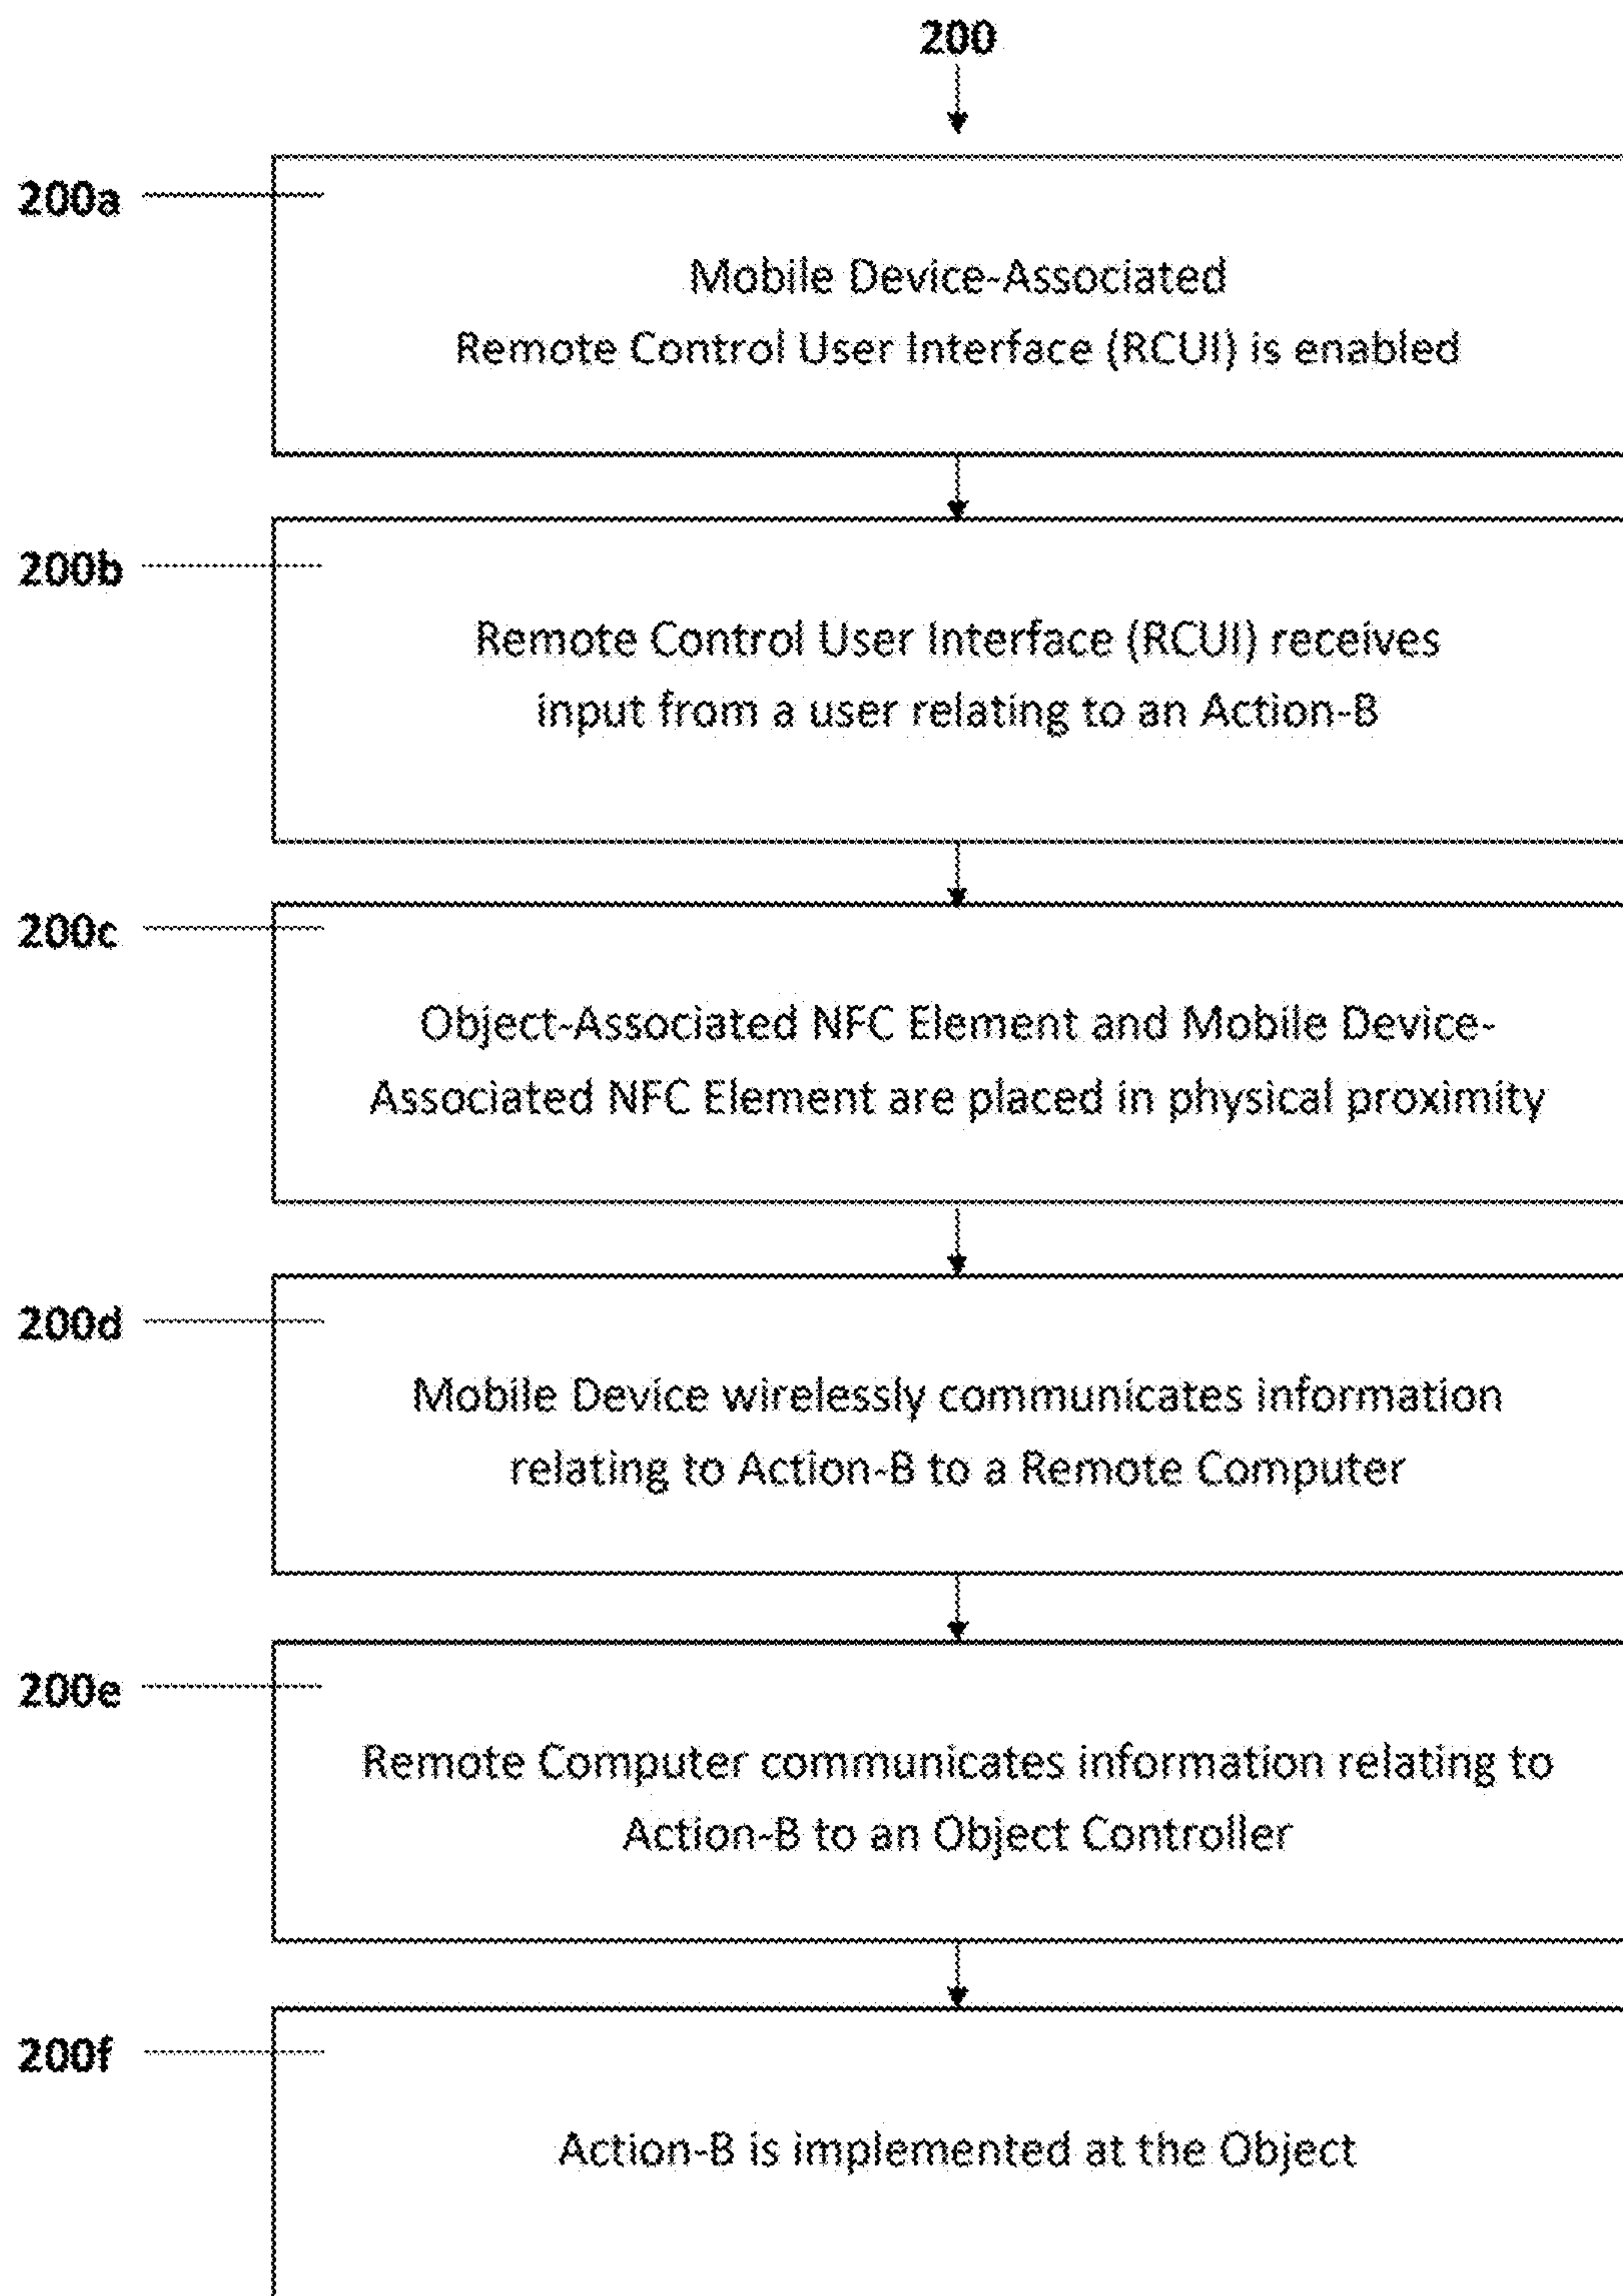 200
200a
Mobile Device-Associated
Remote Control User Interface (RCUI) is enabled
200b
Remote Control User Interface (RCUI) receives
input from a user relating to an Action-B
200c
Object-Associated NFC Element and Mobile Device-
Associated NFC Element are placed in physical proximity
200d
Mobile Device wirelessly communicates information
relating to Action-B to a Remote Computer
200e
Remote Computer communicates information relating to
Action-B to an Object Controller
200f
Action-B is implemented at the Object